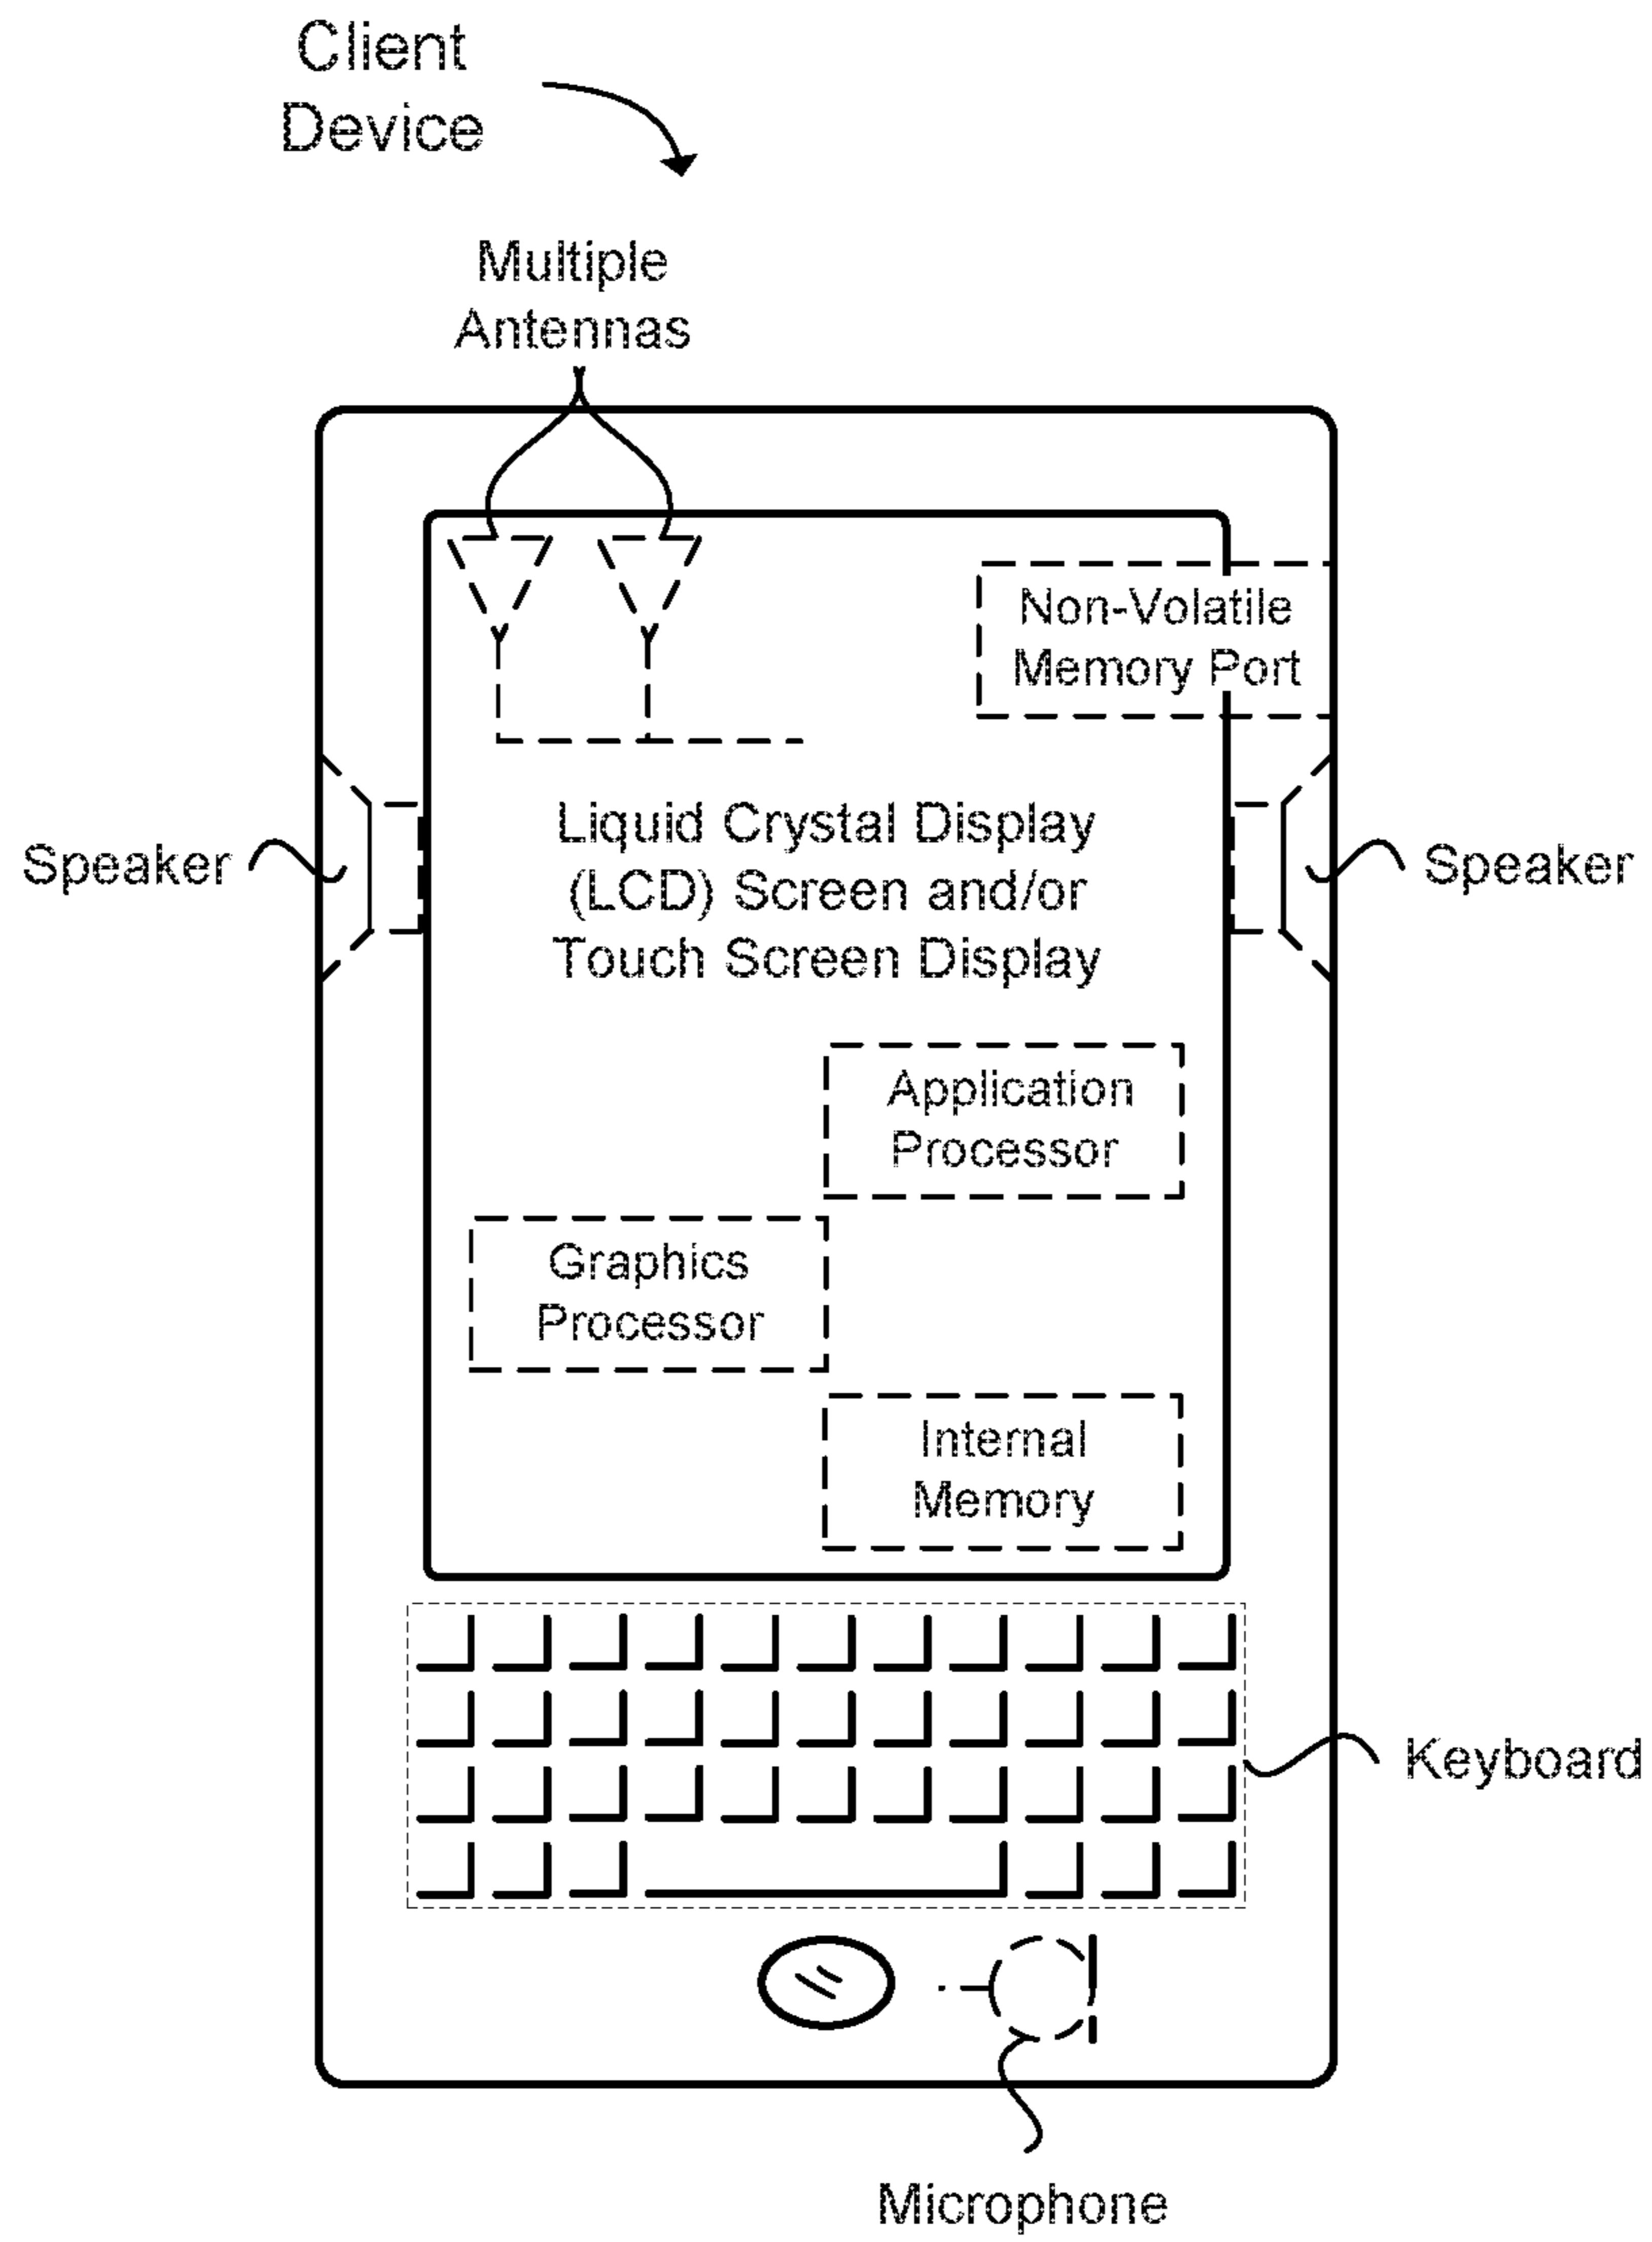 Client
Device
Multiple
Antennas
Non-Volatile
Memory Port
Liquid Crystal Display
(LCD) Screen and/or
Touch Screen Display
Speaker
Speaker
Application
Processor
Graphics
Processor
Internal
Memory
Keyboard
Microphone